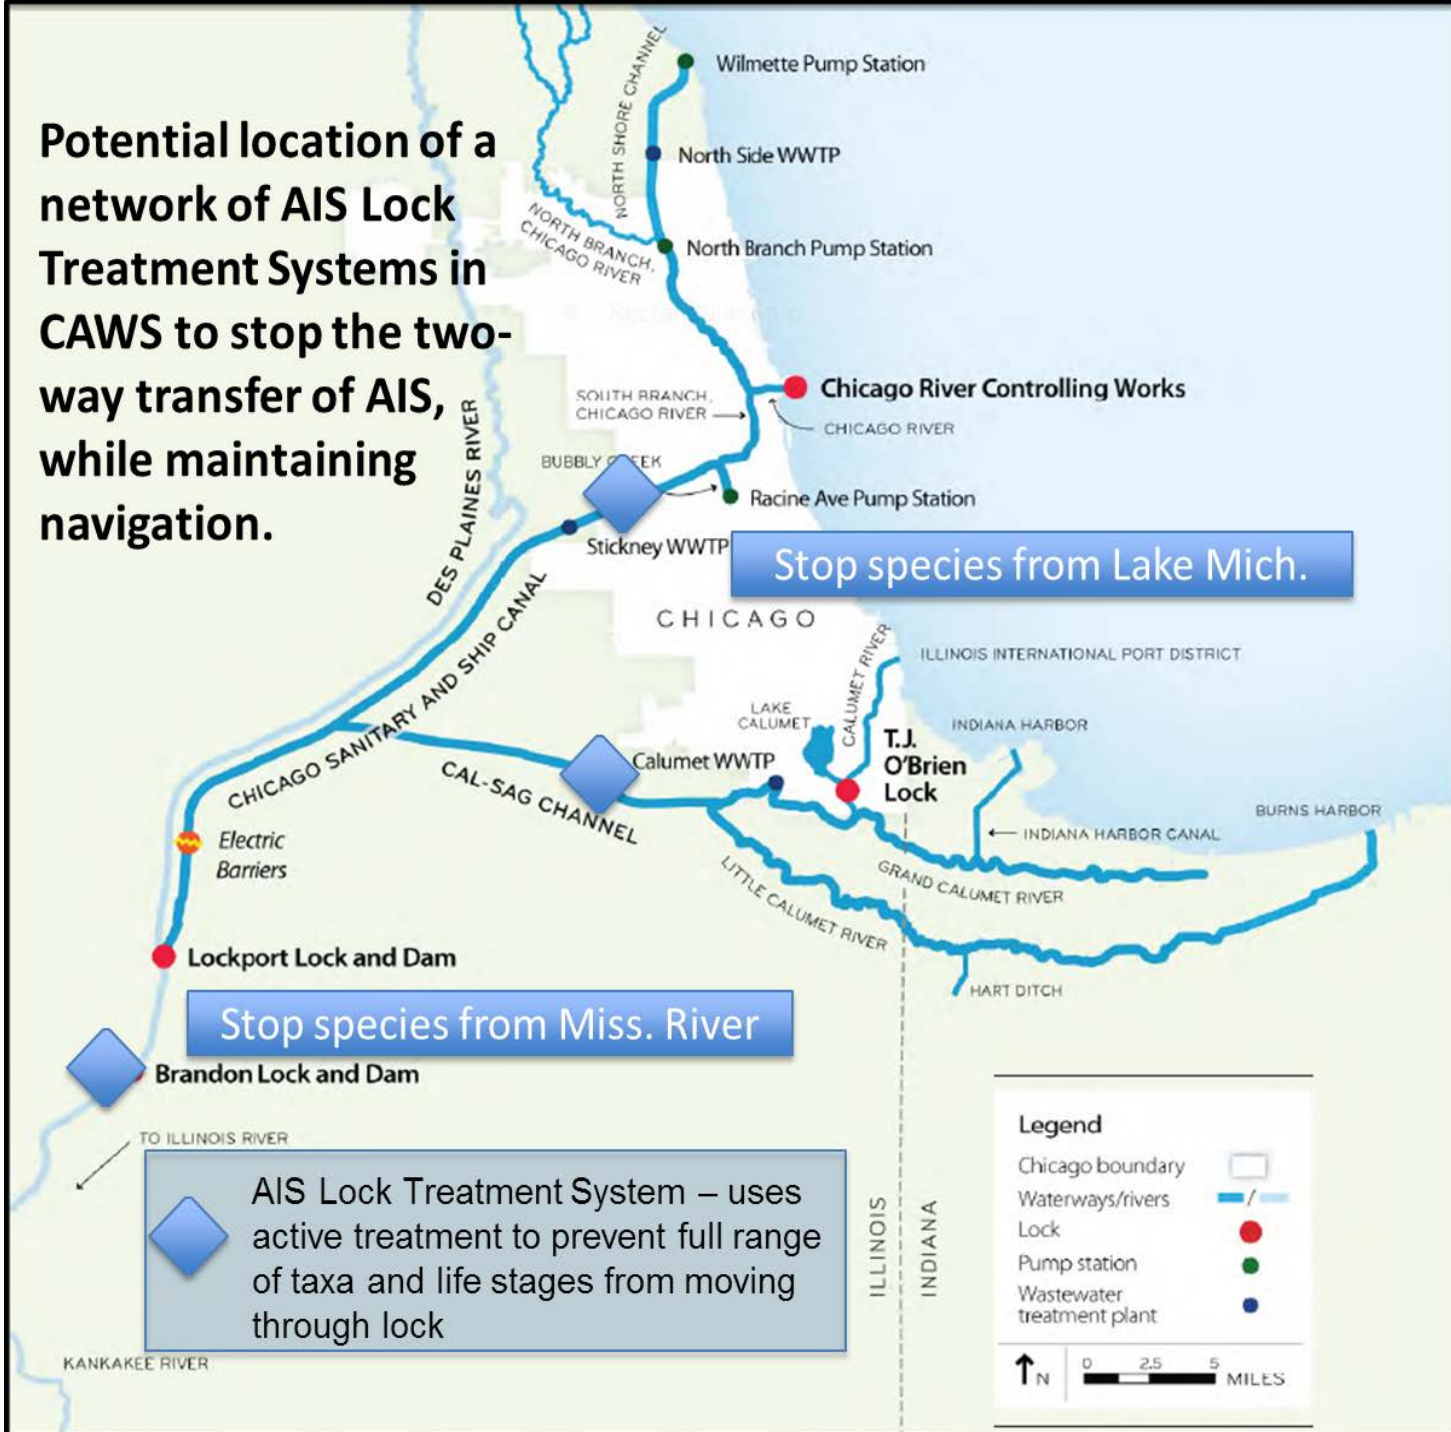 Potential location of a
network of AIS Lock
Treatment Systems in
CAWS to stop the two-
way transfer of AIS,
while maintaining
navigation.
NORTH SHORE CHANNEL
Wilmette Pump Station
North Side WWTP
NORTH BRANCH,
CHICAGO RIVER
North Branch Pump Station
SOUTH BRANCH,
CHICAGO RIVER
Chicago River Controlling Works
CHICAGO RIVER
DES PLAINES RIVER
BUBBLY
Racine Ave Pump Station
Stickney WWTP
Stop species from Lake Mich.
CHICAGO
CHICAGO SANITARY AND SHIP CANAL
CALUMET RIVER
ILLINOIS INTERNATIONAL PORT DISTRICT
LAKE
CALUMET
INDIANA HARBOR
T.J.
O'Brien
Lock
Calumet WWTP
CAL-SAG CHANNEL
BURNS HARBOR
INDIANA HARBOR CANAL
Electric
Barriers
GRAND CALUMET RIVER
LITTLE CALUMET RIVER
Lockport Lock and Dam
HART DITCH
Stop species from Miss. River
Brandon Lock and Dam
TO ILLINOIS RIVER
AIS Lock Treatment System – uses
active treatment to prevent full range
of taxa and life stages from moving
through lock
KANKAKEE RIVER
ILLINOIS
INDIANA
Legend
Chicago boundary
Waterways/rivers /
Lock
Pump station
Wastewater
treatment plant
N
0 2.5 5
MILES